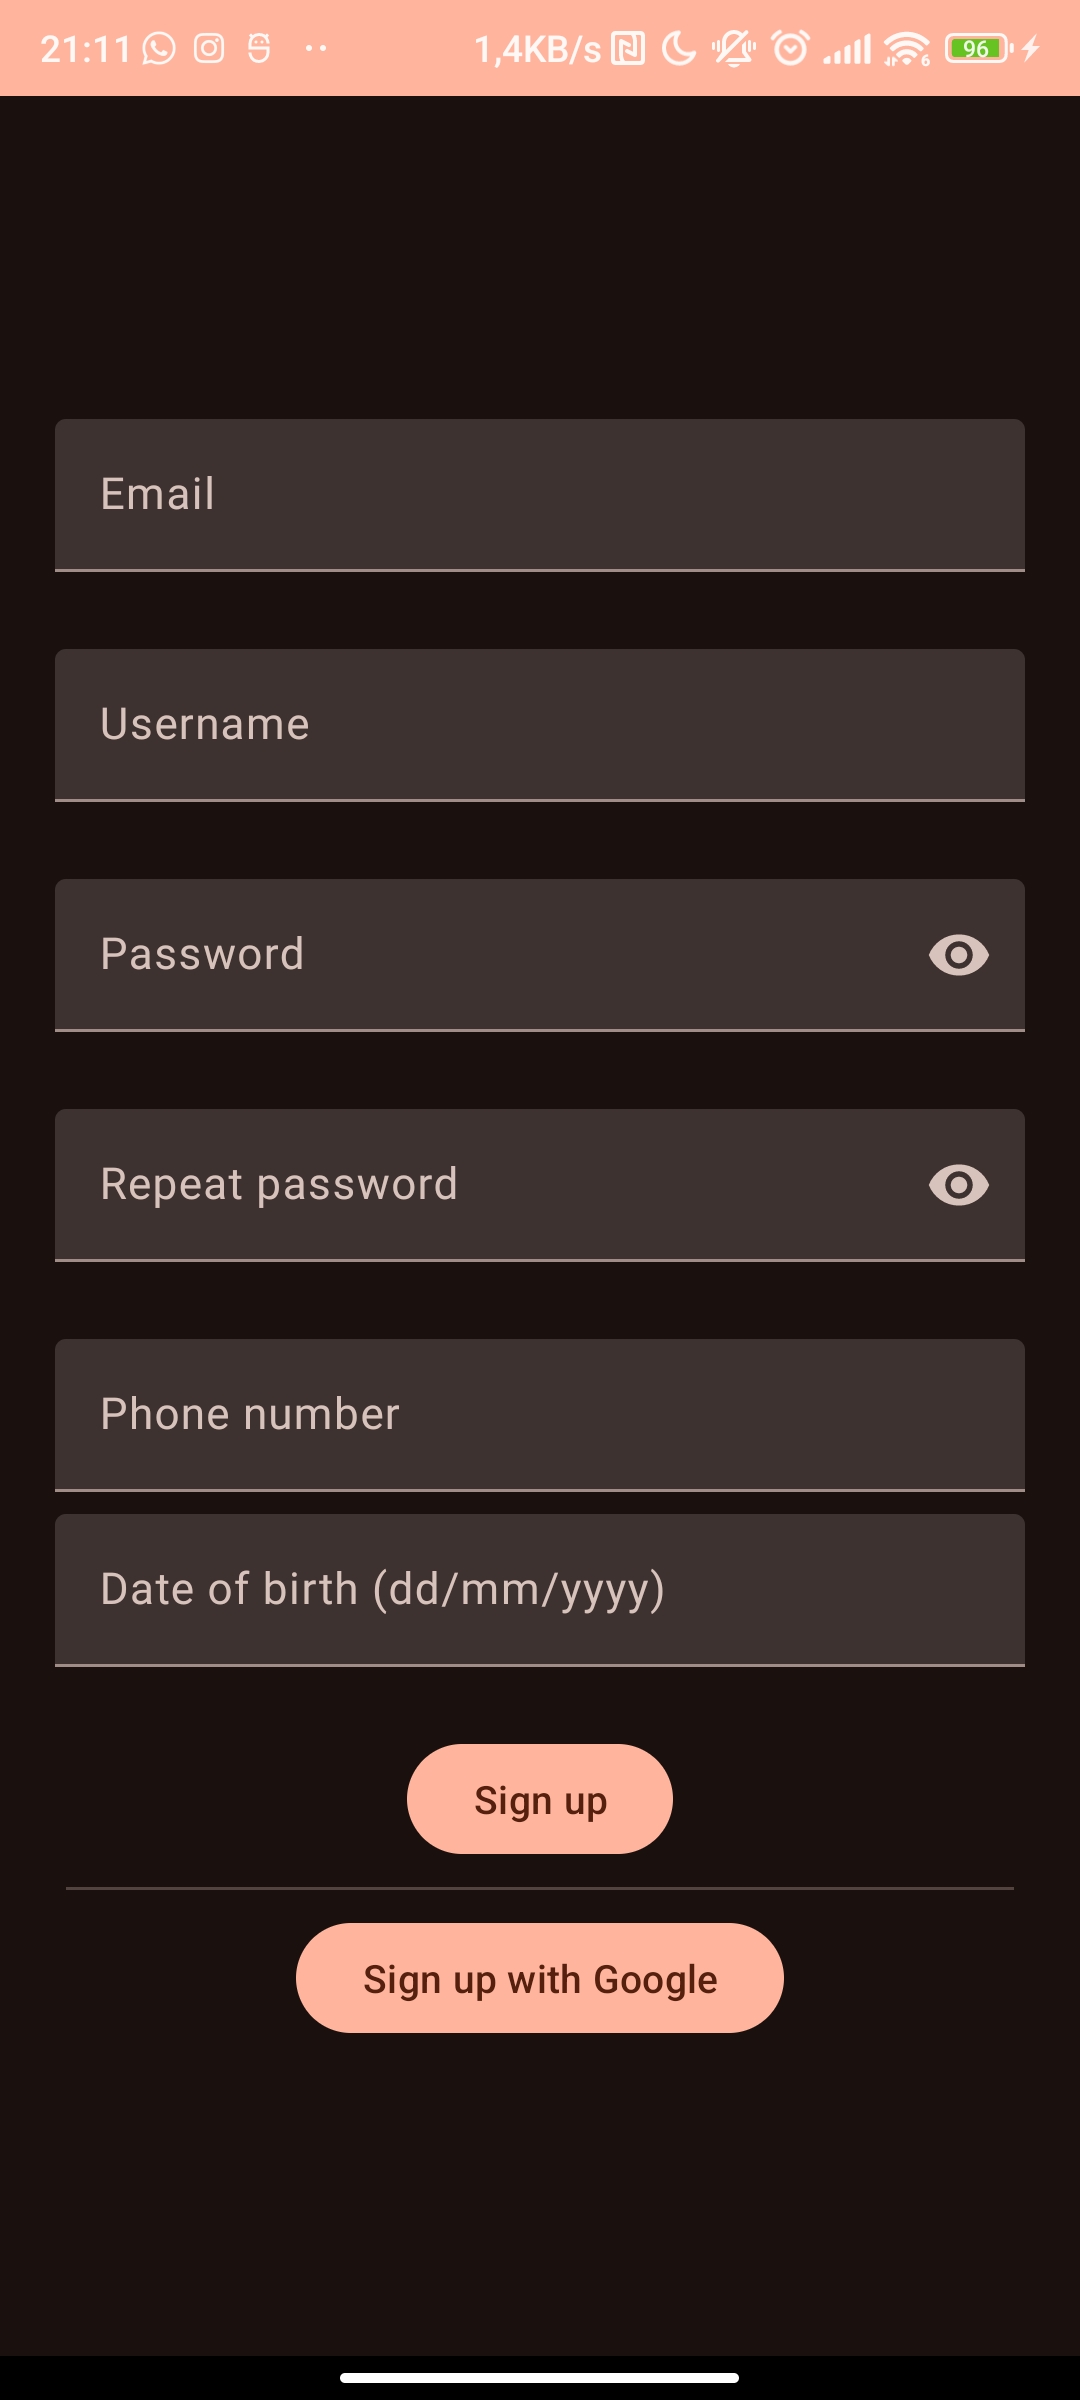 21:11 1,4KB/s 6 96
Email
Username
Password
Repeat password
Phone number
Date of birth (dd/mm/yyyy)
Sign up
Sign up with Google